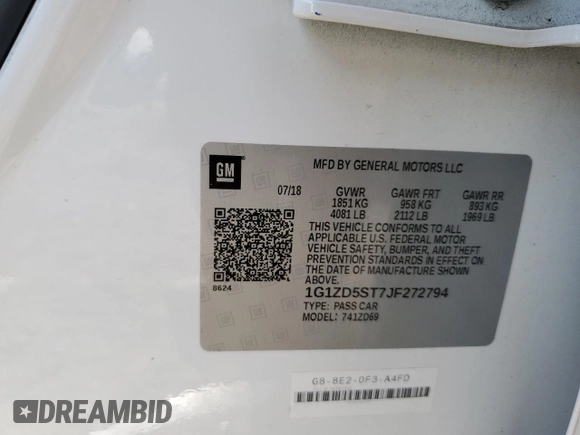 GM
MFD BY GENERAL MOTORS LLC
07/18 GVWR GAWR FRT GAWR RR
1851 KG 958 KG 893 KG
4081 LB 2112 LB 1969 LB
THIS VEHICLE CONFORMS TO ALL
APPLICABLE U.S. FEDERAL MOTOR
VEHICLE SAFETY, BUMPER, AND THEFT
PREVENTION STANDARDS IN EFFECT ON
THE DATE OF MANUFACTURE SHOWN
ABOVE.
8624
1G1ZD5ST7JF272794
TYPE: PASS CAR
MODEL: 741ZD69
G8-8E2-0F3-A4FD
DREAMBID